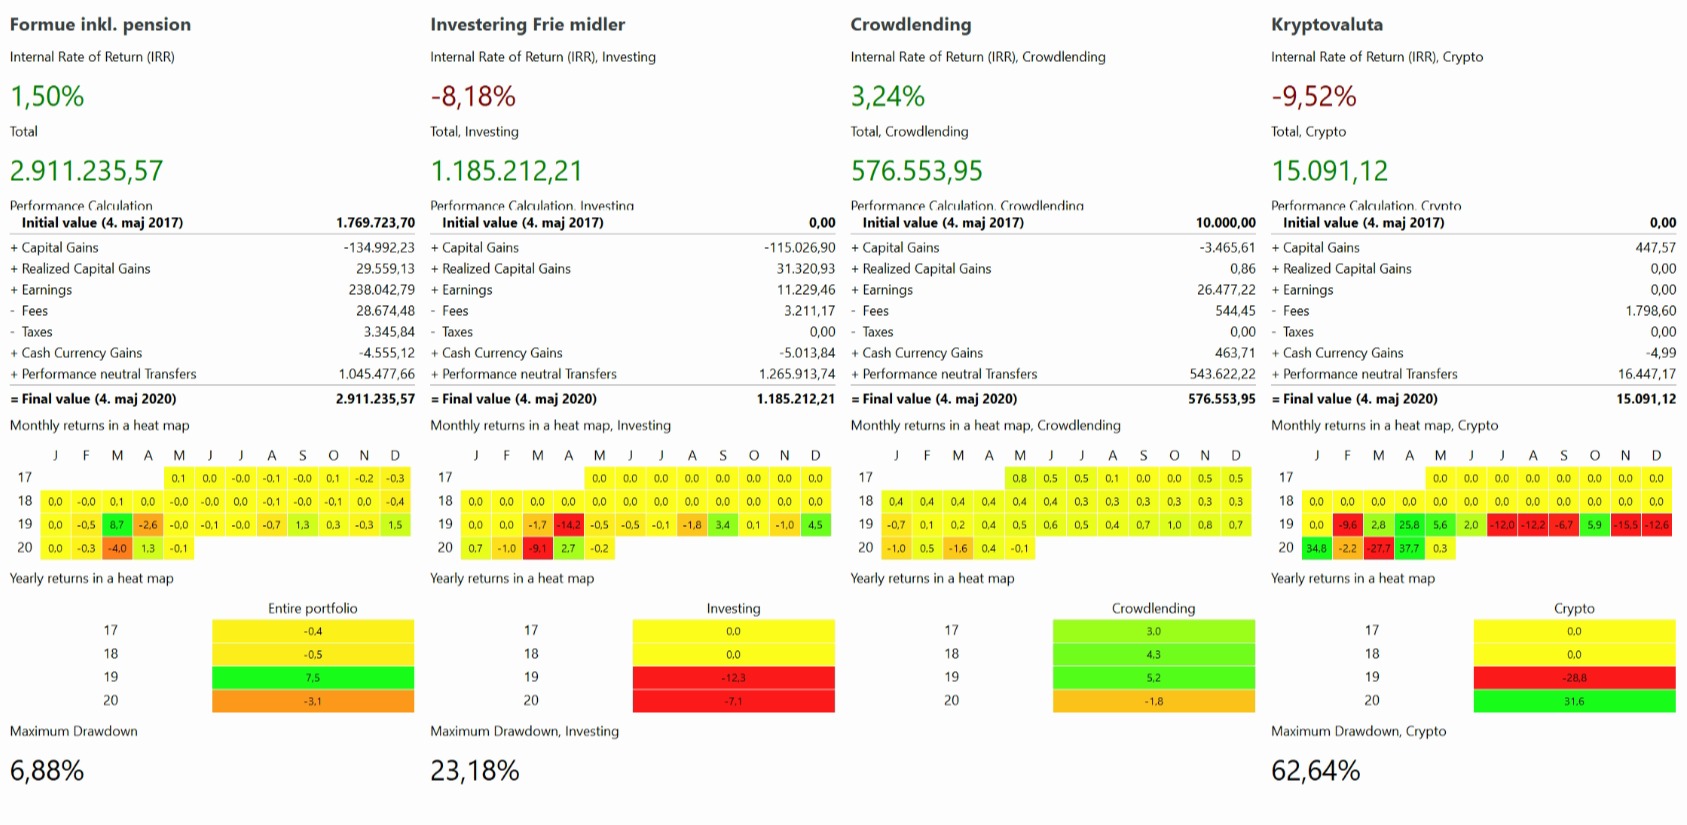 Formue inkl. pension
Internal Rate of Return (IRR)
1,50%
Total
2.911.235,57
Performance Calculation
Initial value (4. maj 2017) 1.769.723,70
+ Capital Gains -134.992,23
+ Realized Capital Gains 29.559,13
+ Earnings 238.042,79
- Fees 28.674,48
- Taxes 3.345,84
+ Cash Currency Gains -4.555,12
+ Performance neutral Transfers 1.045.477,66
= Final value (4. maj 2020) 2.911.235,57
Monthly returns in a heat map
J F M A M J J A S O N D
17 0.1 0.0 -0.0 -0.1 -0.0 0.1 -0.2 -0.3
18 0.0 -0.0 0.1 0.0 -0.0 -0.0 0.0 -0.1 -0.0 -0.1 0.0 -0.4
19 0,0 -0,5 8,7 -2,6 -0,0 -0,1 -0,0 -0,7 1,3 0,3 -0,3 1,5
20 0,0 -0,3 -4,0 1,3 -0,1
Yearly returns in a heat map
Entire portfolio
17 -0,4
18 -0,5
19 7,5
20 -3,1
Maximum Drawdown
6,88%
Investering Frie midler
Internal Rate of Return (IRR), Investing
-8,18%
Total, Investing
1.185.212,21
Performance Calculation, Investing
Initial value (4. maj 2017) 0,00
+ Capital Gains -115.026,90
+ Realized Capital Gains 31.320,93
+ Earnings 11.229,46
- Fees 3.211,17
- Taxes 0,00
+ Cash Currency Gains -5.013,84
+ Performance neutral Transfers 1.265.913,74
= Final value (4. maj 2020) 1.185.212,21
Monthly returns in a heat map, Investing
J F M A M J J A S O N D
17 0.0 0.0 0.0 0.0 0.0 0.0 0.0 0.0
18 0.0 0.0 0.0 0.0 0.0 0.0 0.0 0.0 0.0 0.0 0.0 0.0
19 0,0 0,0 -1,7 -14,2 -0,5 -0,5 -0,1 -1,8 3,4 0,1 -1,0 4,5
20 0,7 -1,0 -9,1 2,7 -0,2
Yearly returns in a heat map
Investing
17 0,0
18 0,0
19 -12,3
20 -7,1
Maximum Drawdown, Investing
23,18%
Crowdlending
Internal Rate of Return (IRR), Crowdlending
3,24%
Total, Crowdlending
576.553,95
Performance Calculation, Crowdlending
Initial value (4. maj 2017) 10.000,00
+ Capital Gains -3.465,61
+ Realized Capital Gains 0,86
+ Earnings 26.477,22
- Fees 544,45
- Taxes 0,00
+ Cash Currency Gains 463,71
+ Performance neutral Transfers 543.622,22
= Final value (4. maj 2020) 576.553,95
Monthly returns in a heat map, Crowdlending
J F M A M J J A S O N D
17 0.8 0.5 0.5 0.1 0.0 0.0 0.5 0.5
18 0.4 0.4 0.4 0.4 0.4 0.4 0.3 0.3 0.3 0.3 0.3 0.3
19 -0,7 0,1 0,2 0,4 0,5 0,6 0,5 0,4 0,7 1,0 0,8 0,7
20 -1,0 0,5 -1,6 0,4 -0,1
Yearly returns in a heat map
Crowdlending
17 3,0
18 4,3
19 5,2
20 -1,8
Kryptovaluta
Internal Rate of Return (IRR), Crypto
-9,52%
Total, Crypto
15.091,12
Performance Calculation, Crypto
Initial value (4. maj 2017) 0,00
+ Capital Gains 447,57
+ Realized Capital Gains 0,00
+ Earnings 0,00
- Fees 1.798,60
- Taxes 0,00
+ Cash Currency Gains -4,99
+ Performance neutral Transfers 16.447,17
= Final value (4. maj 2020) 15.091,12
Monthly returns in a heat map, Crypto
J F M A M J J A S O N D
17 0.0 0.0 0.0 0.0 0.0 0.0 0.0 0.0
18 0.0 0.0 0.0 0.0 0.0 0.0 0.0 0.0 0.0 0.0 0.0 0.0
19 0,0 -9,6 2,8 25,8 5,6 2,0 -12,0 -12,2 -6,7 5,9 -15,5 -12,6
20 34,8 -2,2 -27,7 37,7 0,3
Yearly returns in a heat map
Crypto
17 0,0
18 0,0
19 -28,8
20 31,6
Maximum Drawdown, Crypto
62,64%